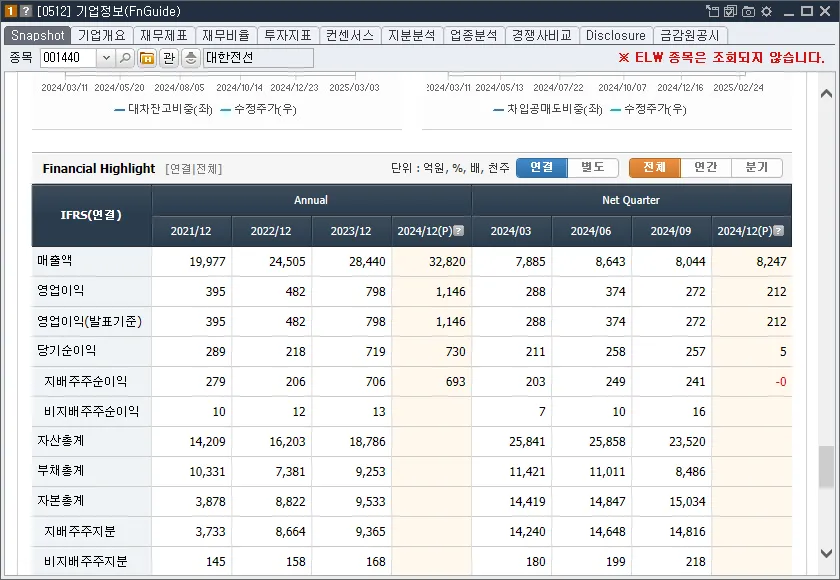 1 ? [0512] 기업정보(FnGuide)
Snapshot 기업개요 재무제표 재무비율 투자지표 컨센서스 지분분석 업종분석 경쟁사비교 Disclosure 금감원공시
종목 001440 관 대한전선 ※ ELW 종목은 조회되지 않습니다.
2024/03/11 2024/05/20 2024/08/05 2024/10/14 2024/12/23 2025/03/03 2024/03/11 2024/05/13 2024/07/22 2024/10/07 2024/12/16 2025/02/24
대차잔고비중(좌) 수정주가(우) 차입공매도비중(좌) 수정주가(우)
Financial Highlight [연결|전체] 단위 : 억원, %, 배, 천주 연결 별도 전체 연간 분기
IFRS(연결) Annual Net Quarter
2021/12 2022/12 2023/12 2024/12(P)? 2024/03 2024/06 2024/09 2024/12(P)?
매출액 19,977 24,505 28,440 32,820 7,885 8,643 8,044 8,247
영업이익 395 482 798 1,146 288 374 272 212
영업이익(발표기준) 395 482 798 1,146 288 374 272 212
당기순이익 289 218 719 730 211 258 257 5
지배주주순이익 279 206 706 693 203 249 241 -0
비지배주주순이익 10 12 13 7 10 16
자산총계 14,209 16,203 18,786 25,841 25,858 23,520
부채총계 10,331 7,381 9,253 11,421 11,011 8,486
자본총계 3,878 8,822 9,533 14,419 14,847 15,034
지배주주지분 3,733 8,664 9,365 14,240 14,648 14,816
비지배주주지분 145 158 168 180 199 218